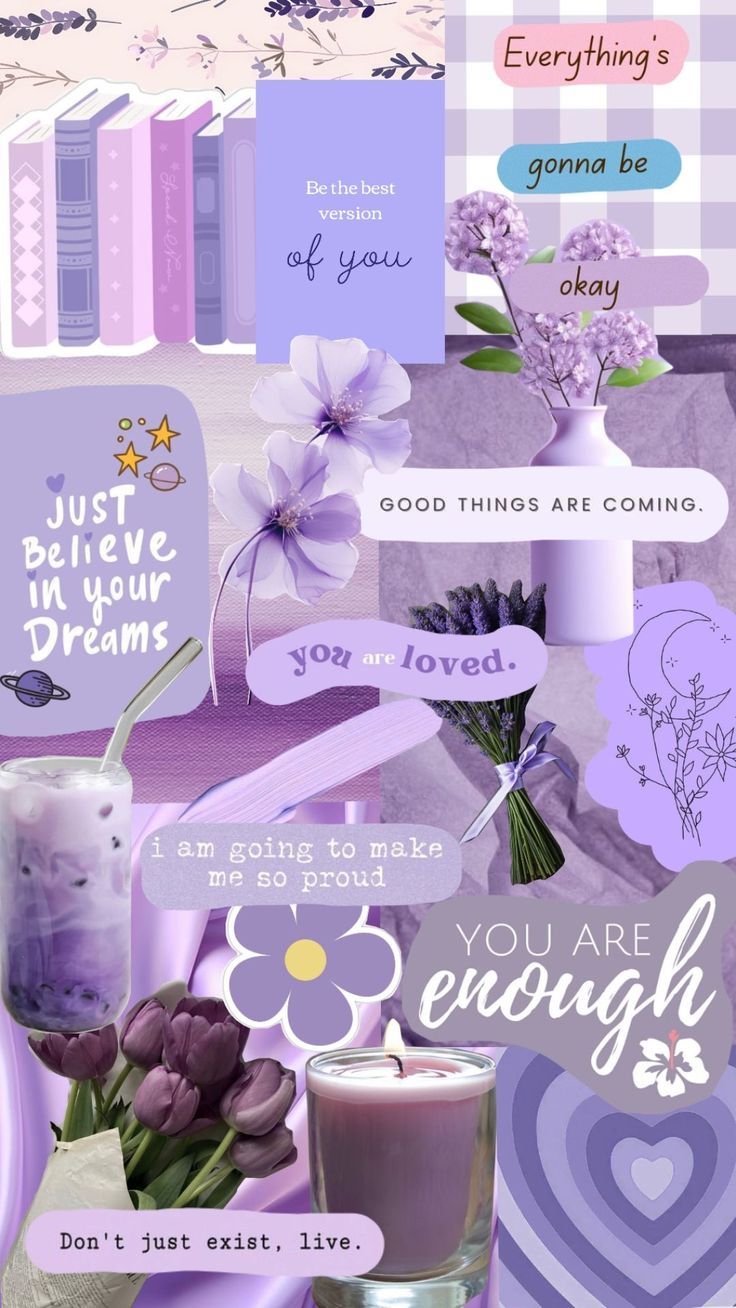 Everything's
gonna be
okay
Be the best
version
of you
GOOD THINGS ARE COMING.
JUST
Believe
in your
Dreams
you are loved.
i am going to make
me so proud
YOU ARE
enough
Don't just exist, live.